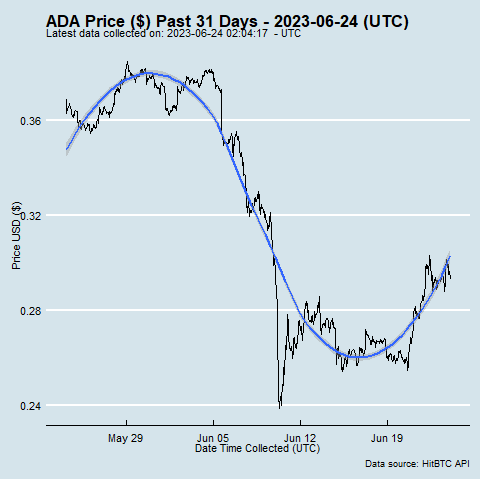 ADA Price ($) Past 31 Days - 2023-06-24 (UTC)
Latest data collected on: 2023-06-24 02:04:17  - UTC
Price USD ($)
0.36
0.32
0.28
0.24
May 29
Jun 05
Jun 12
Jun 19
Date Time Collected (UTC)
Data source: HitBTC API